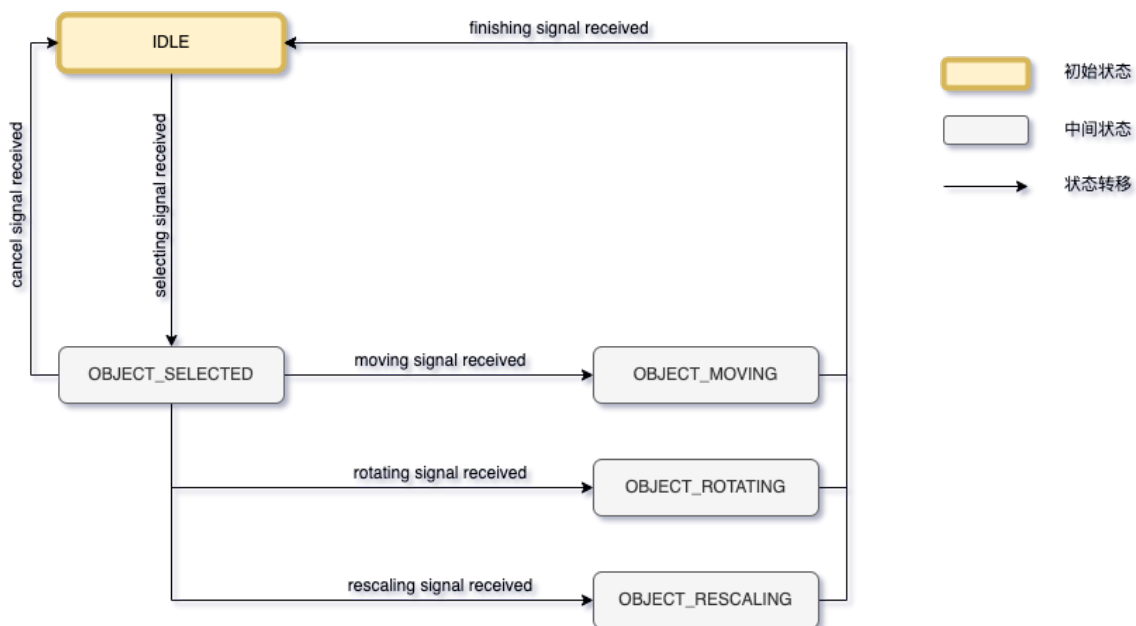 IDLE
finishing signal received
初始状态
中间状态
状态转移
cancel signal received
selecting signal received
OBJECT_SELECTED
moving signal received
OBJECT_MOVING
rotating signal received
OBJECT_ROTATING
rescaling signal received
OBJECT_RESCALING